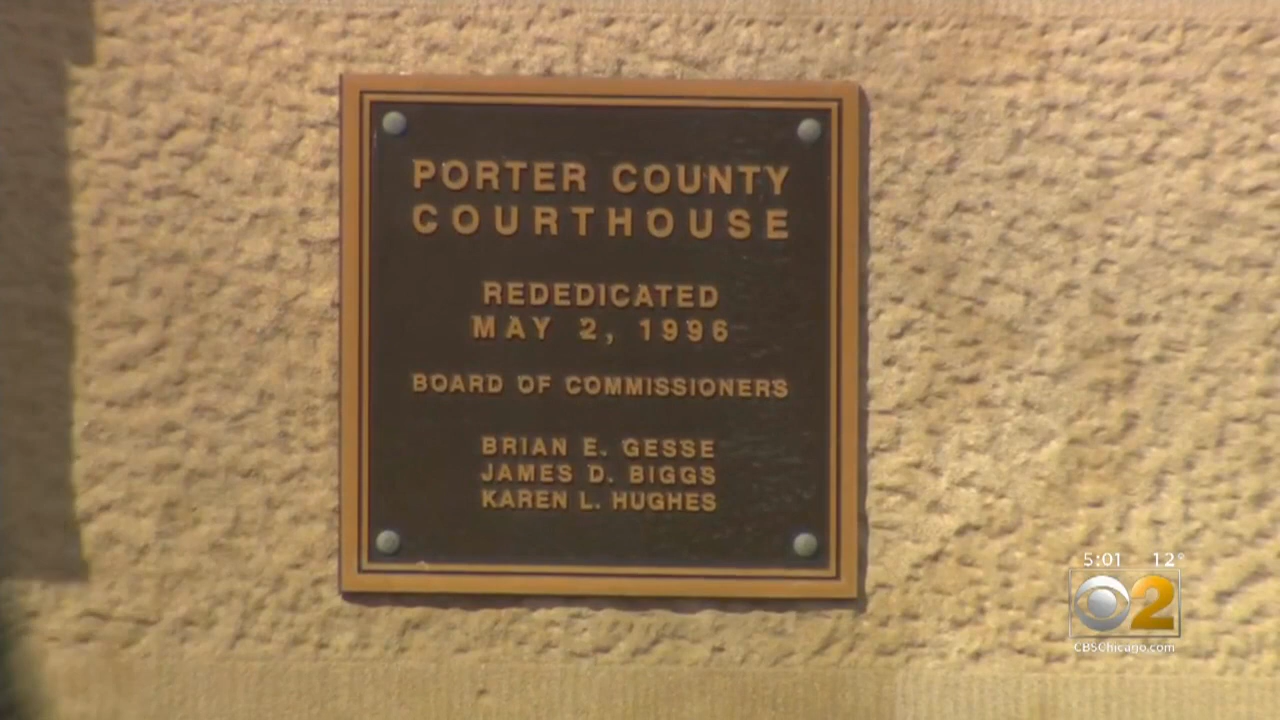 PORTER COUNTY
COURTHOUSE
REDEDICATED
MAY 2, 1996
BOARD OF COMMISSIONERS
BRIAN E. GESSE
JAMES D. BIGGS
KAREN L. HUGHES
5:01 12°
2
CBSChicago.com